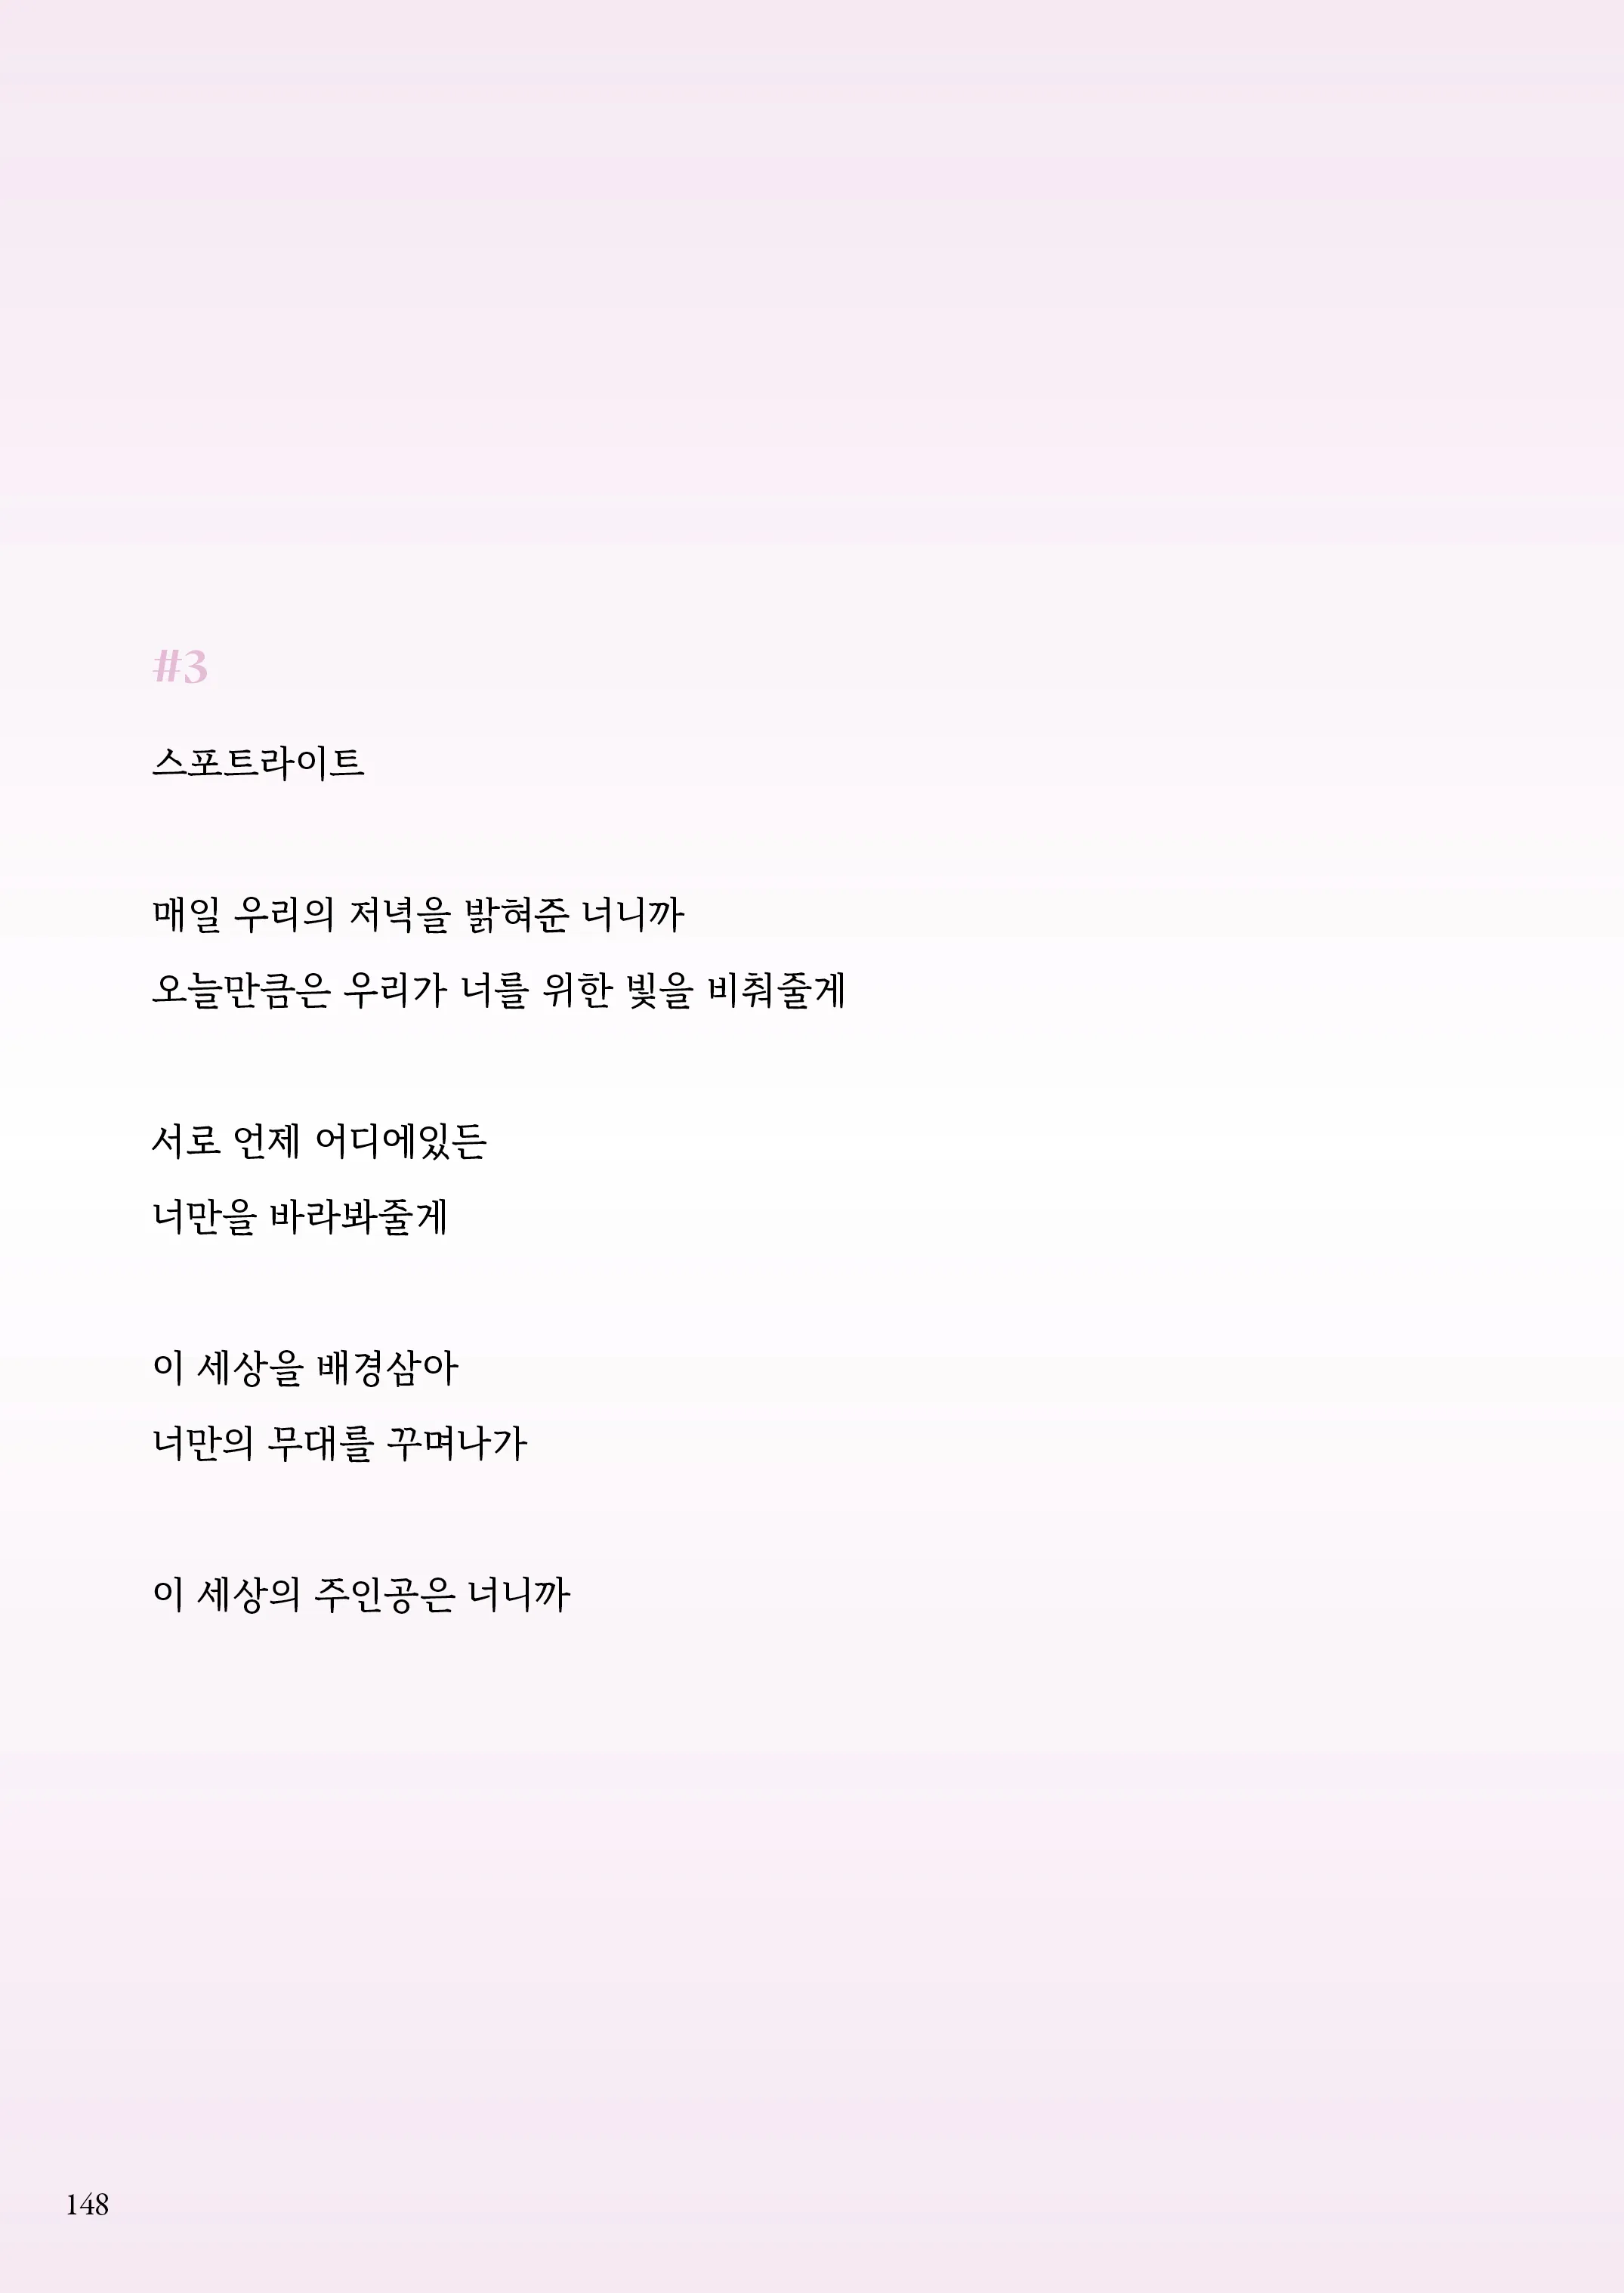 #3
스포트라이트
매일 우리의 저녁을 밝혀준 너니까
오늘만큼은 우리가 너를 위한 빛을 비춰줄게
서로 언제 어디에있든
너만을 바라봐줄게
이 세상을 배경삼아
너만의 무대를 꾸며나가
이 세상의 주인공은 너니까
148